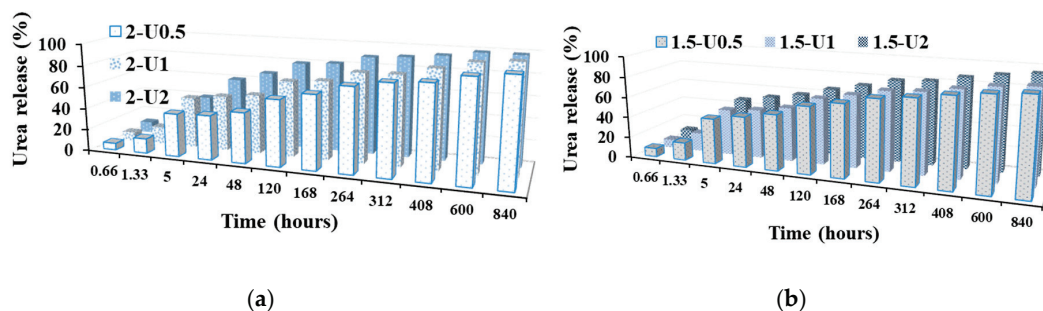 (a)
2-U0.5
2-U1
2-U2
Urea release (%)
100
80
60
40
20
0
0.66 1.33 5 24 48 120 168 264 312 408 600 840
Time (hours)
(b)
1.5-U0.5 1.5-U1 1.5-U2
Urea release (%)
100
80
60
40
20
0
0.66 1.33 5 24 48 120 168 264 312 408 600 840
Time (hours)
(a) (b)